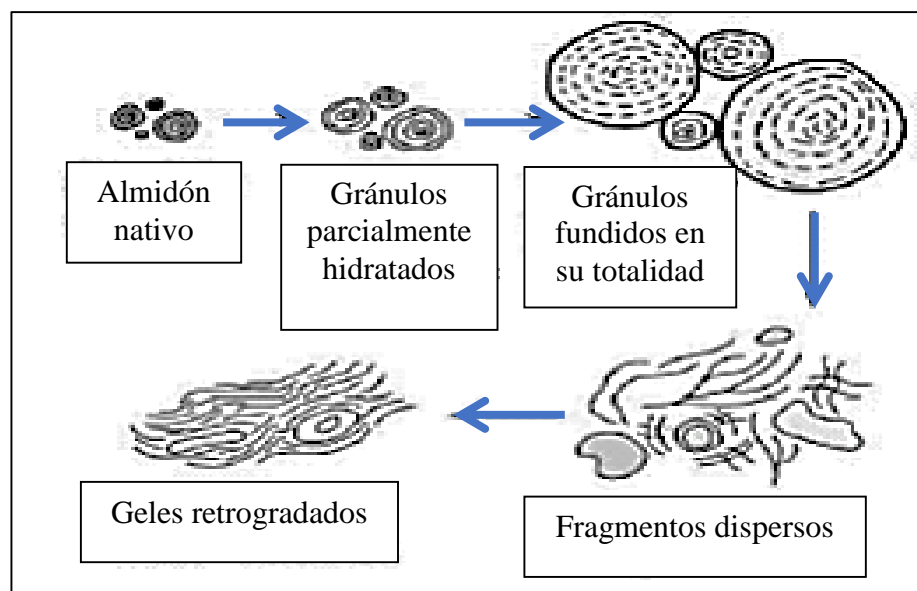 Almidón
nativo
Gránulos
parcialmente
hidratados
Gránulos
fundidos en
su totalidad
Geles retrogradados
Fragmentos dispersos